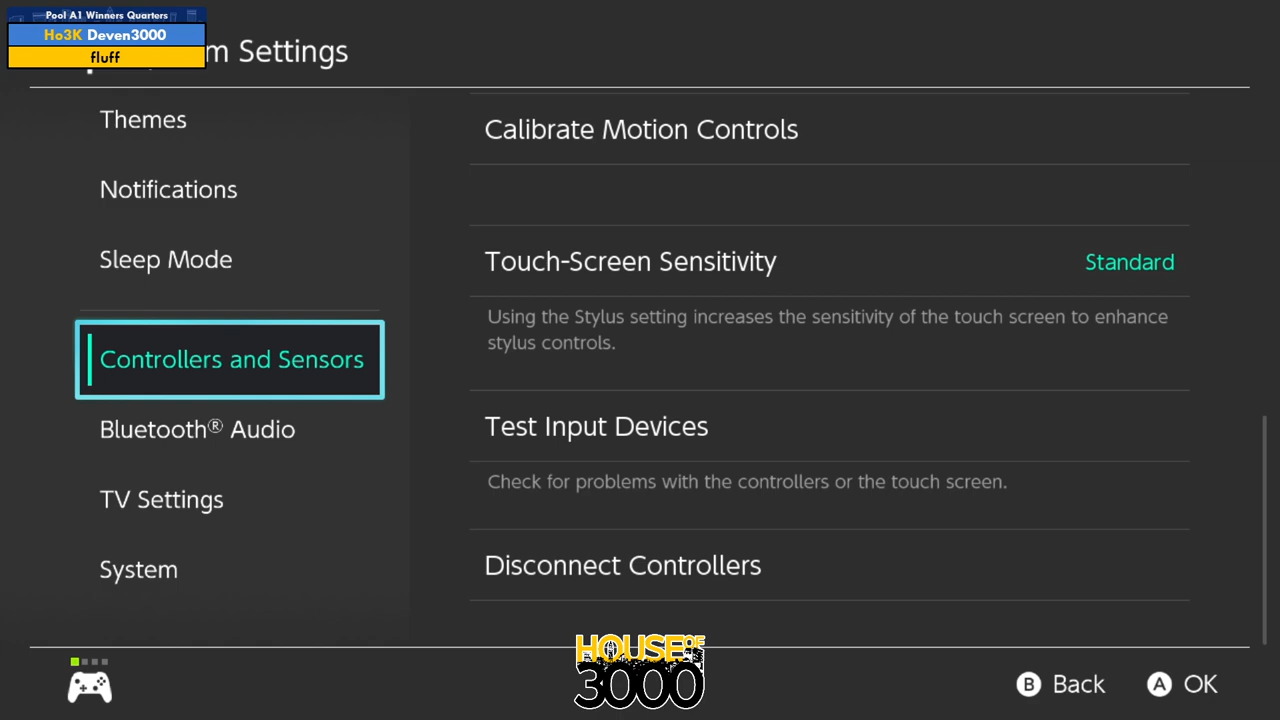 Pool A1 Winners Quarters
Ho3K Deven3000
fluff
m Settings
Themes
Notifications
Sleep Mode
Controllers and Sensors
Bluetooth® Audio
TV Settings
System
Calibrate Motion Controls
Touch-Screen Sensitivity Standard
Using the Stylus setting increases the sensitivity of the touch screen to enhance
stylus controls.
Test Input Devices
Check for problems with the controllers or the touch screen.
Disconnect Controllers
HOUSE OF
3000
B Back A OK